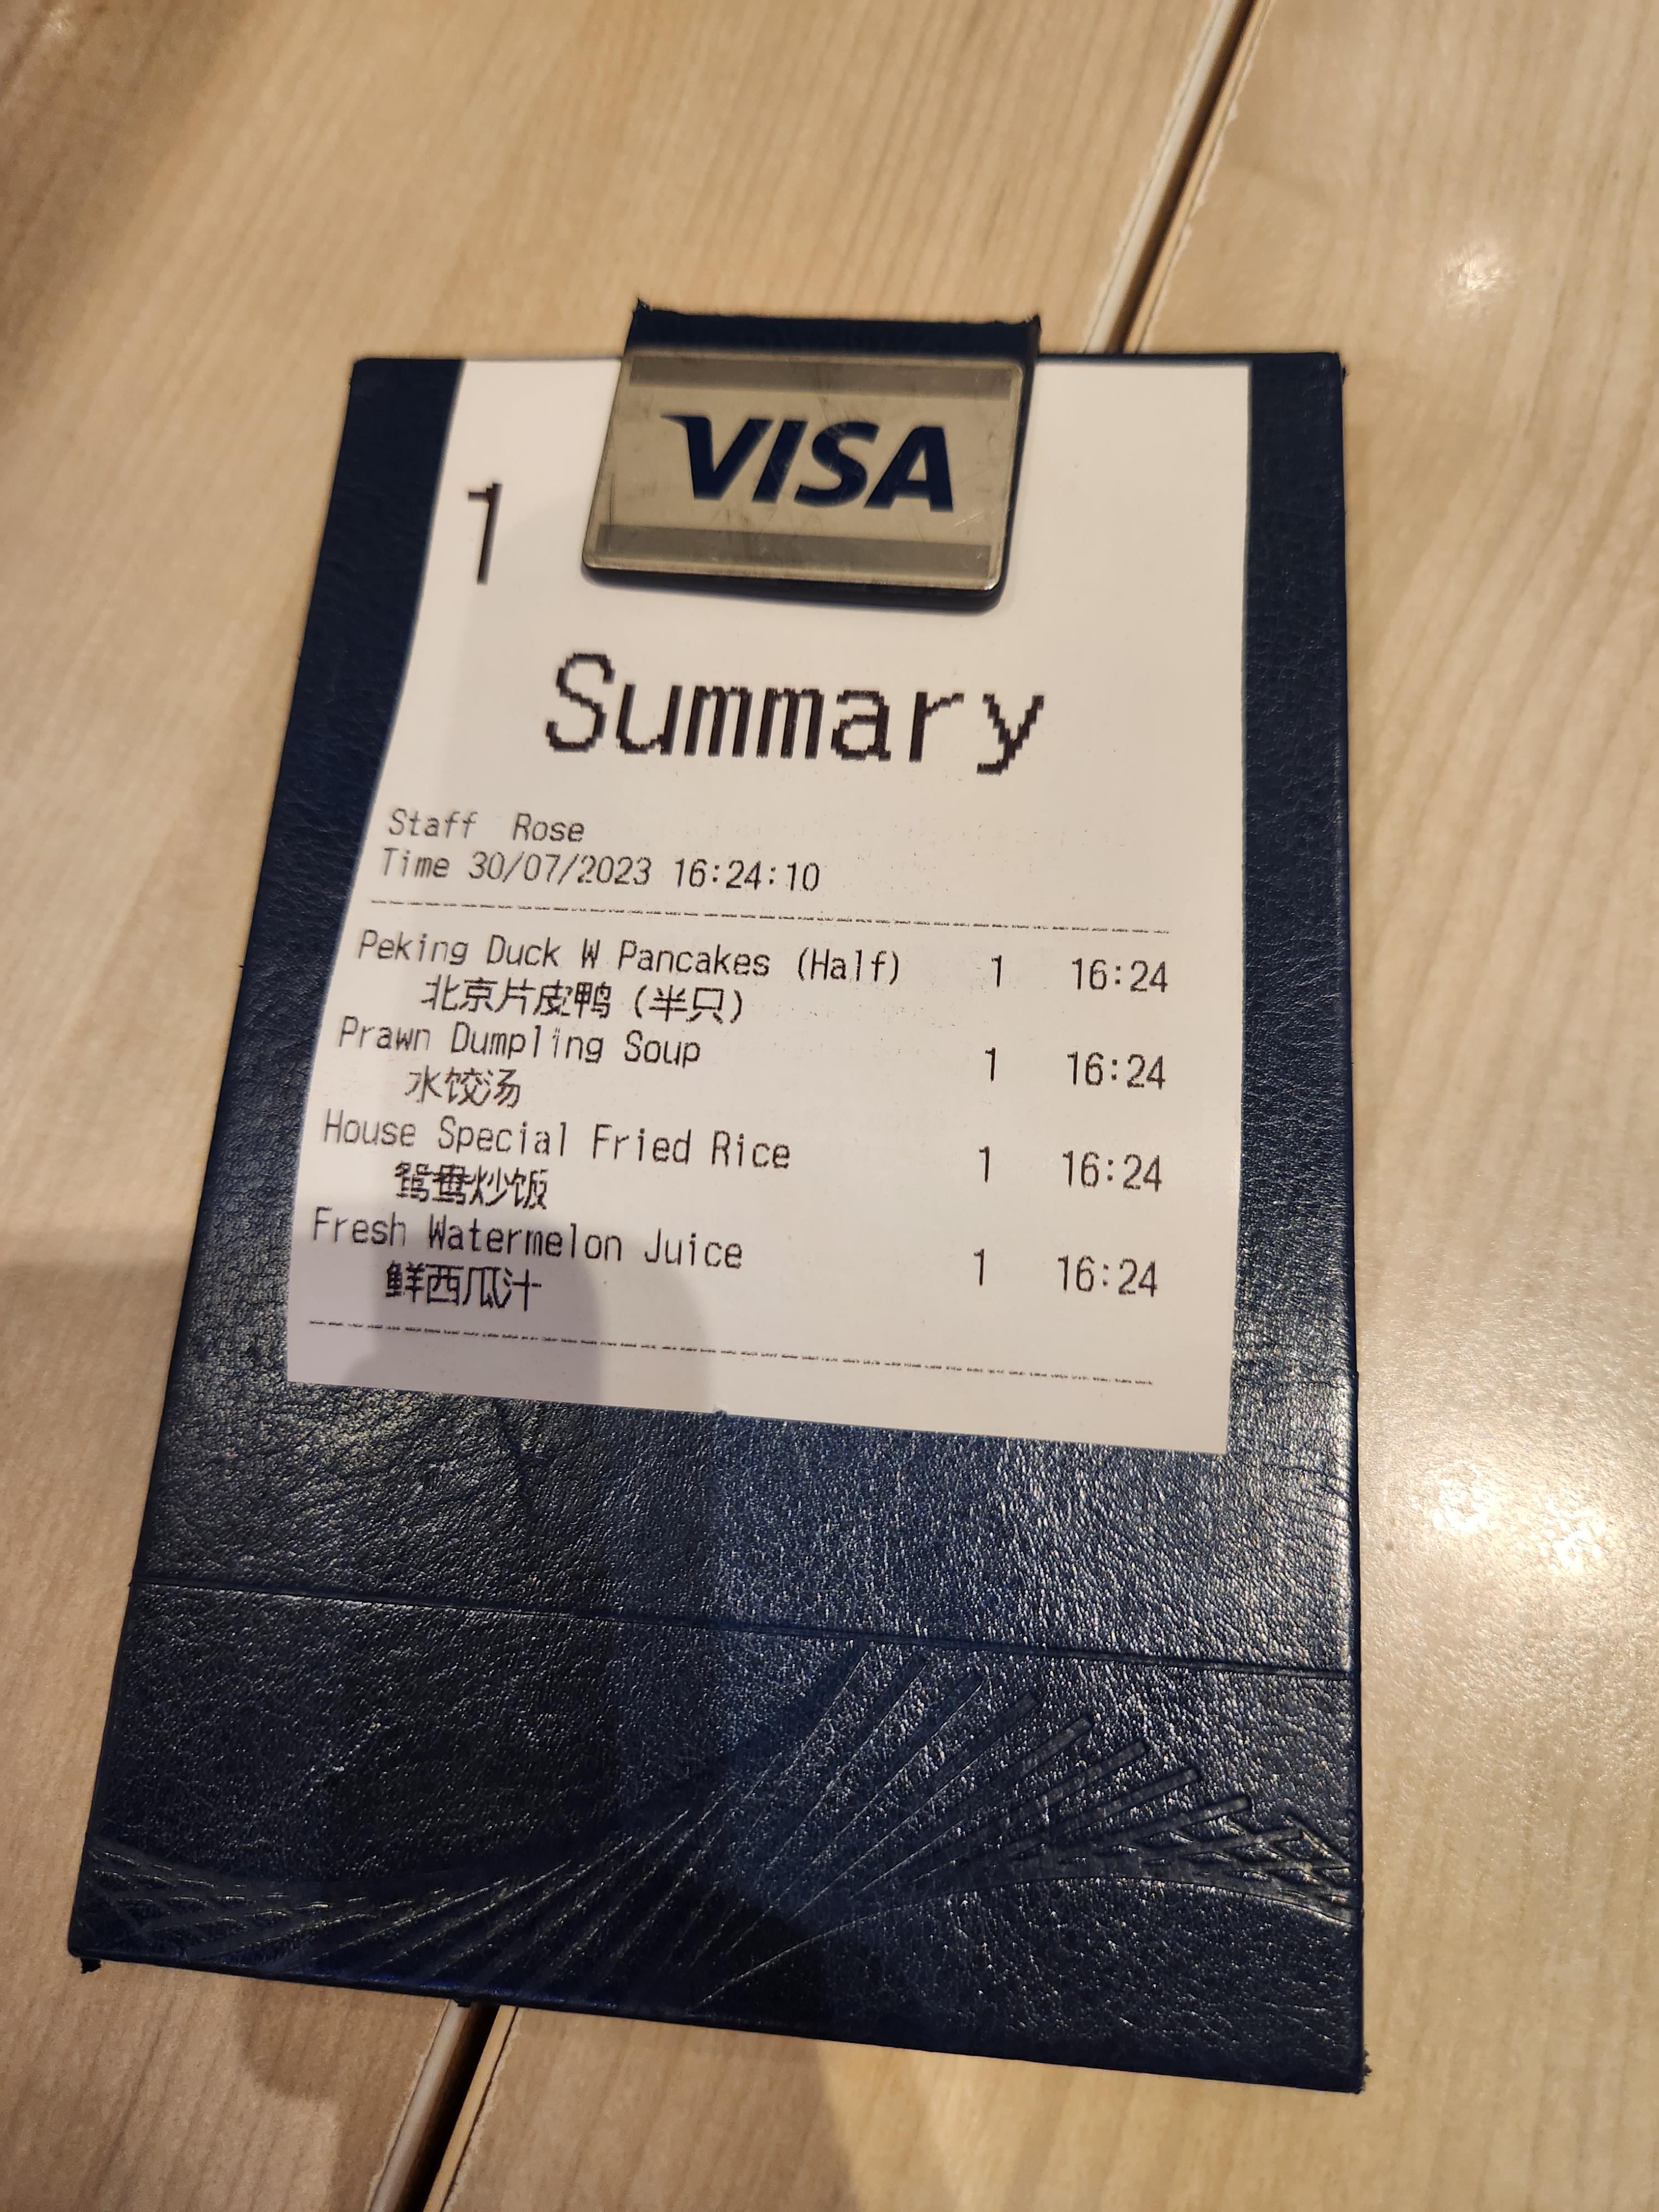 VISA
1
Summary
Staff Rose
Time 30/07/2023 16:24:10
Peking Duck W Pancakes (Half) 1 16:24
北京片皮鸭 (半只)
Prawn Dumpling Soup 1 16:24
水饺汤
House Special Fried Rice 1 16:24
鸳鸯炒饭
Fresh Watermelon Juice 1 16:24
鲜西瓜汁